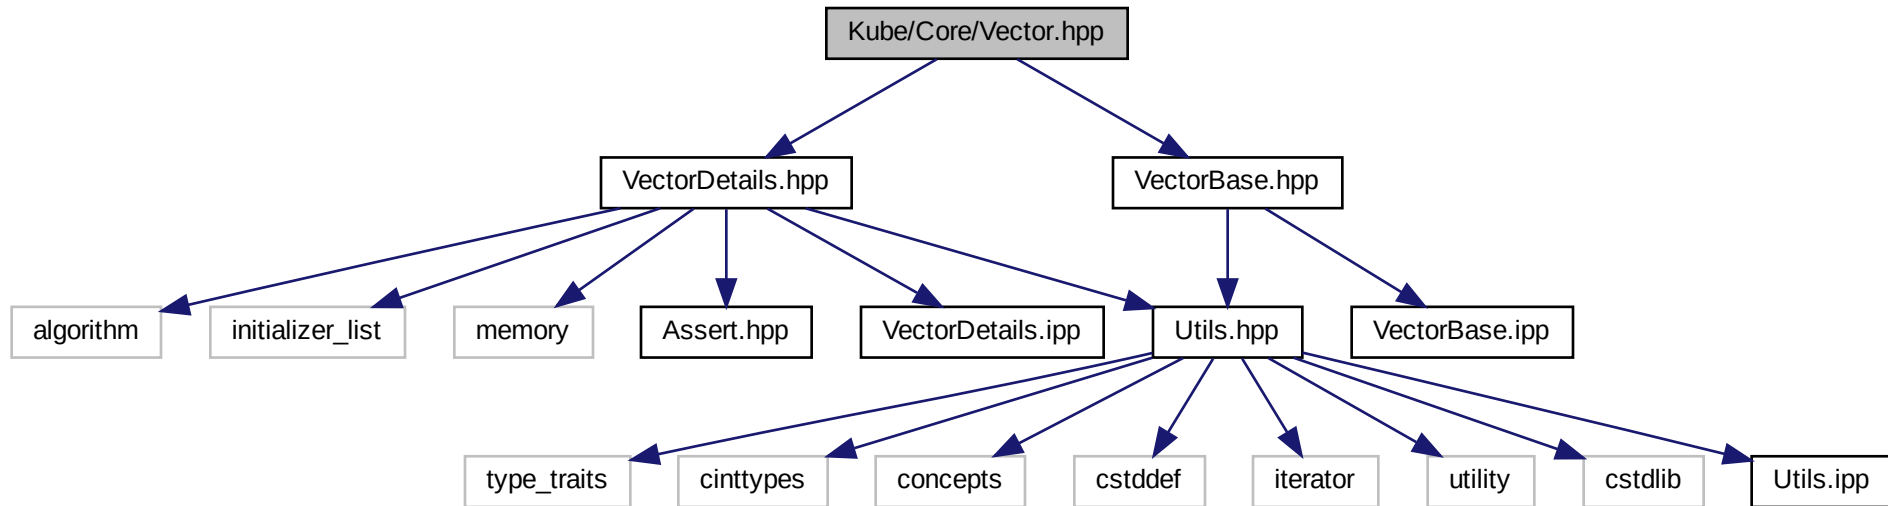 Kube/Core/Vector.hpp
VectorDetails.hpp
VectorBase.hpp
algorithm
initializer_list
memory
Assert.hpp
VectorDetails.ipp
Utils.hpp
VectorBase.ipp
type_traits
cinttypes
concepts
cstddef
iterator
utility
cstdlib
Utils.ipp